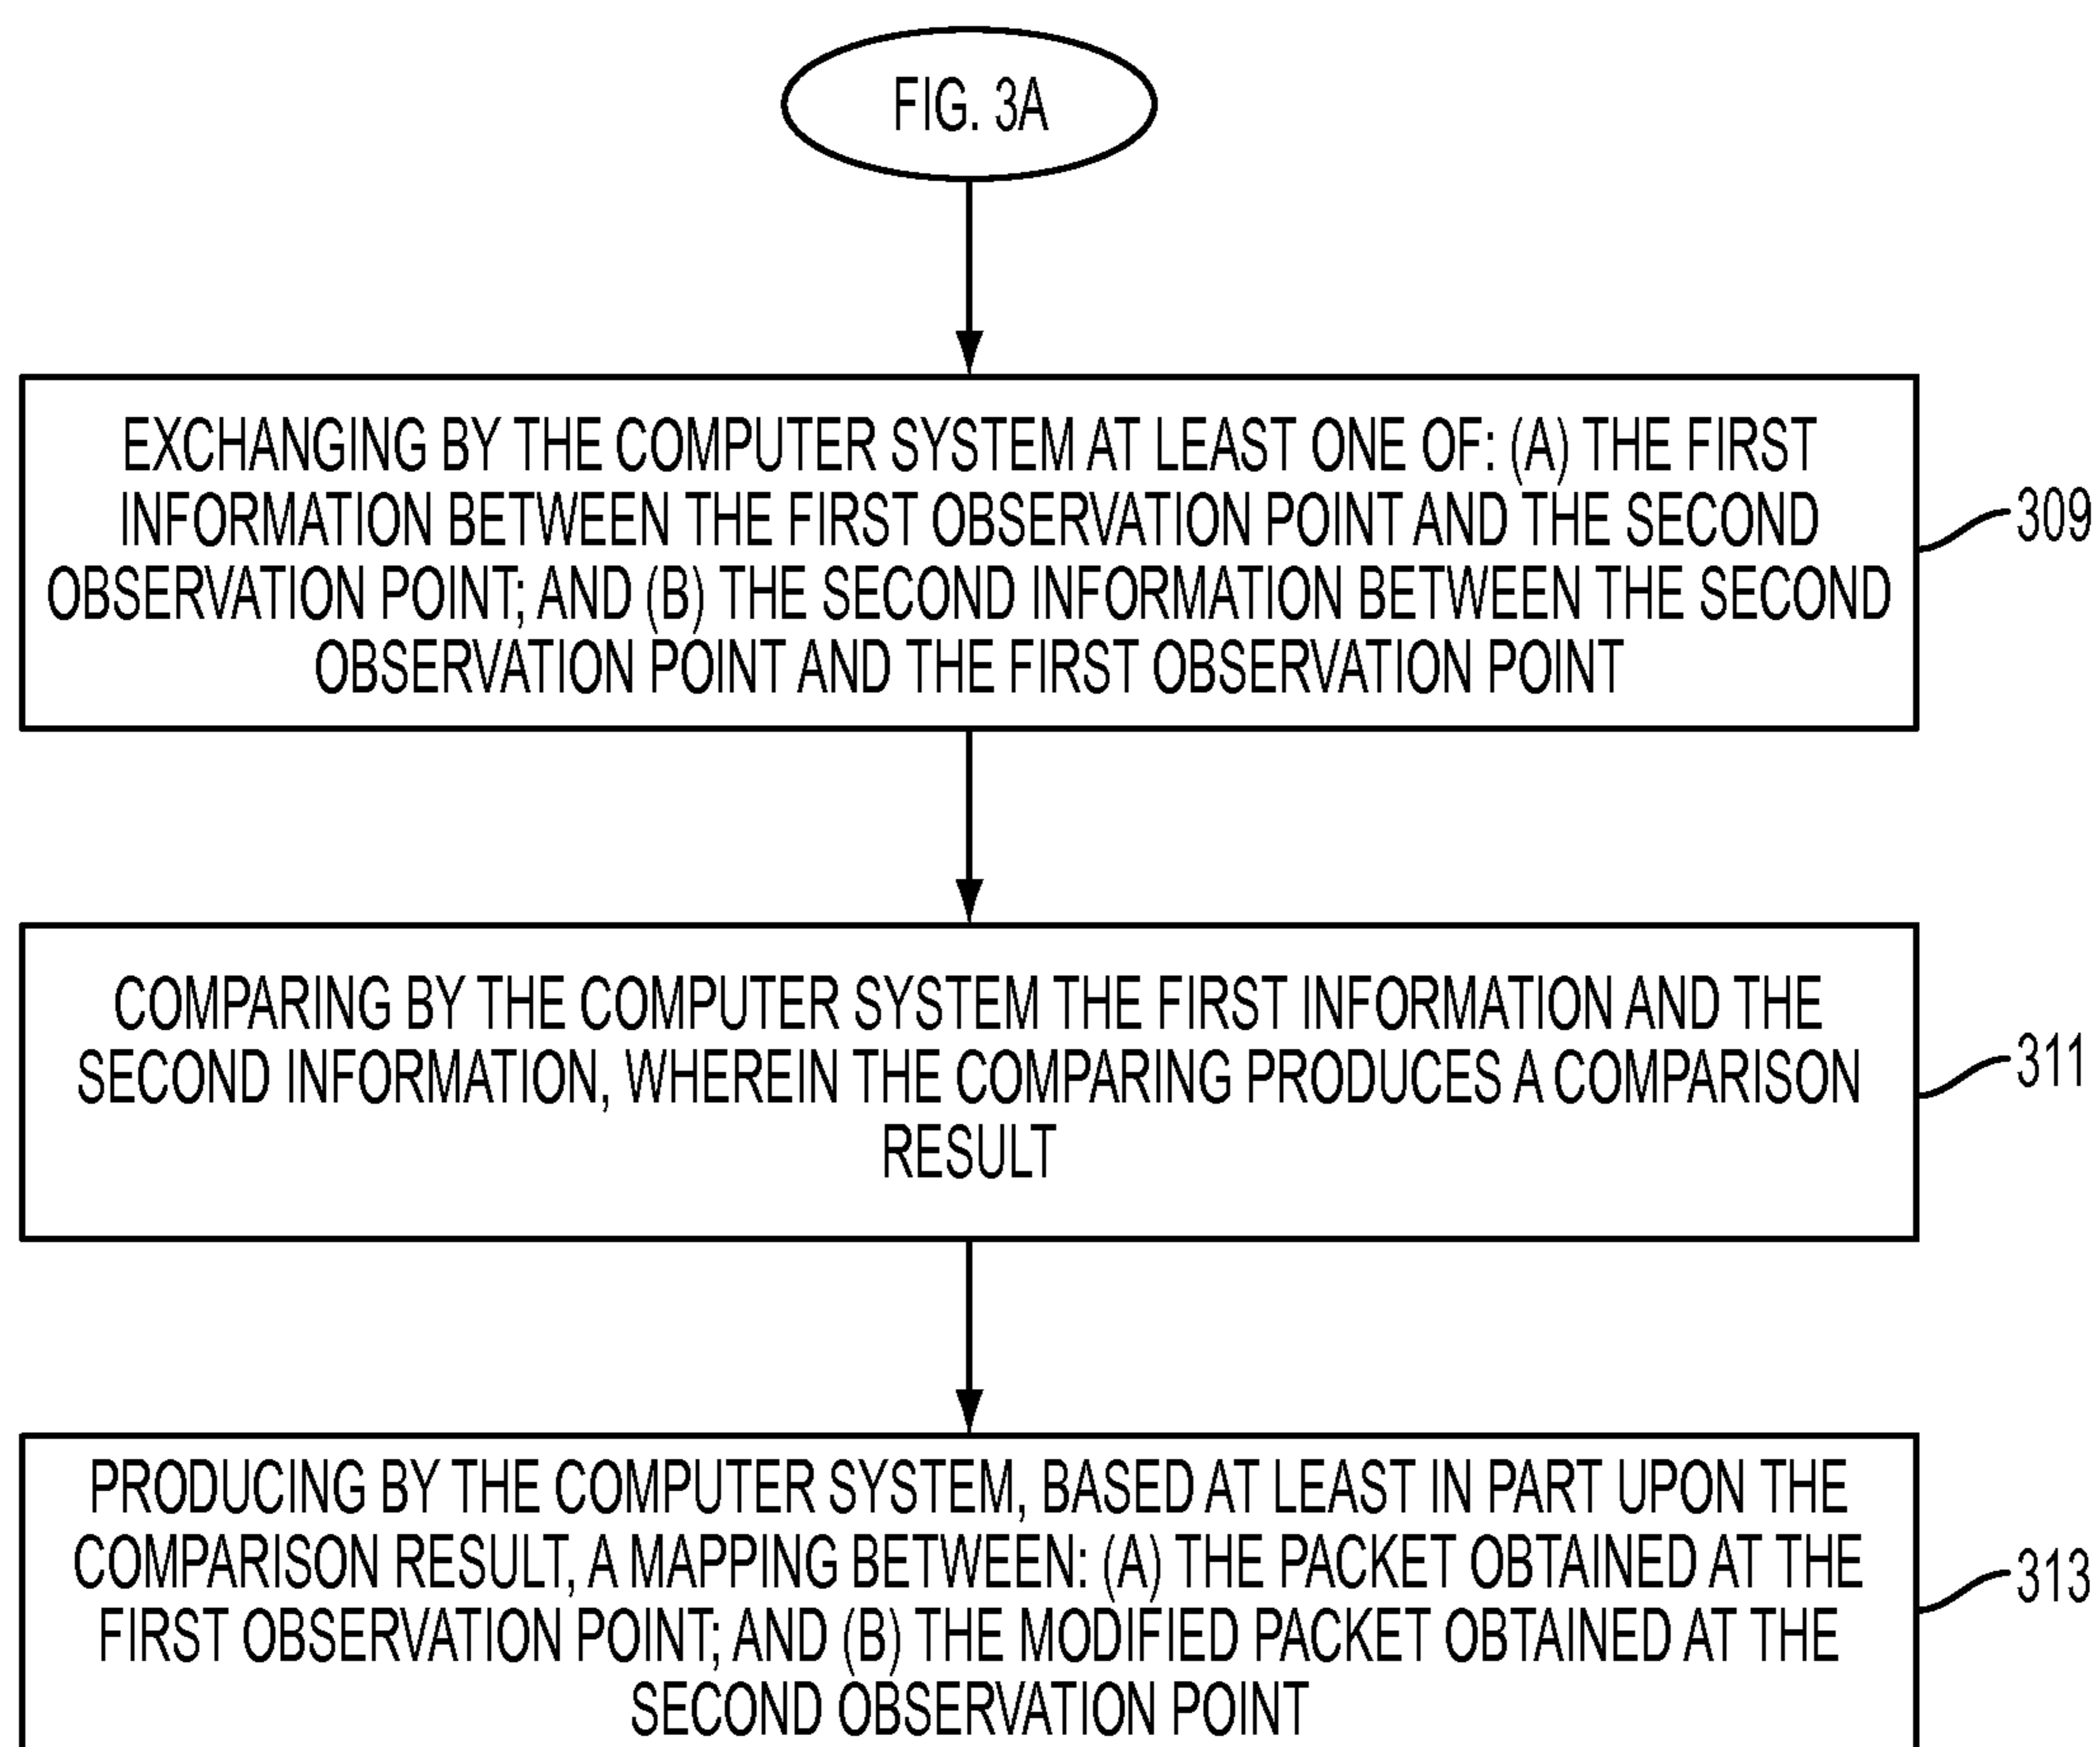 FIG. 3A
EXCHANGING BY THE COMPUTER SYSTEM AT LEAST ONE OF: (A) THE FIRST
INFORMATION BETWEEN THE FIRST OBSERVATION POINT AND THE SECOND
OBSERVATION POINT; AND (B) THE SECOND INFORMATION BETWEEN THE SECOND
OBSERVATION POINT AND THE FIRST OBSERVATION POINT
309
COMPARING BY THE COMPUTER SYSTEM THE FIRST INFORMATION AND THE
SECOND INFORMATION, WHEREIN THE COMPARING PRODUCES A COMPARISON
RESULT
311
PRODUCING BY THE COMPUTER SYSTEM, BASED AT LEAST IN PART UPON THE
COMPARISON RESULT, A MAPPING BETWEEN: (A) THE PACKET OBTAINED AT THE
FIRST OBSERVATION POINT; AND (B) THE MODIFIED PACKET OBTAINED AT THE
SECOND OBSERVATION POINT
313